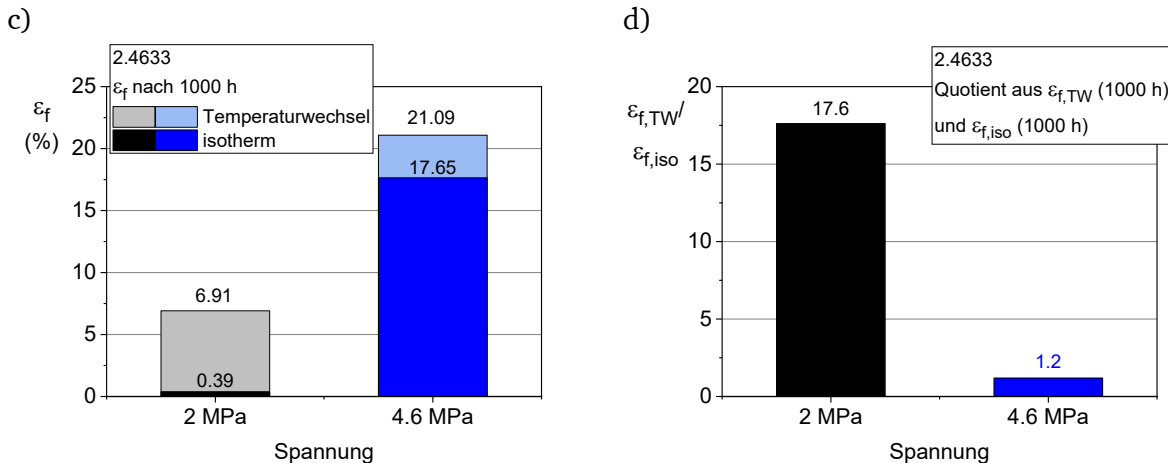 c)
2.4633
εf nach 1000 h
Temperaturwechsel
isotherm
εf
(%)
25
20
15
10
5
0
21.09
17.65
6.91
0.39
2 MPa
4.6 MPa
Spannung
d)
2.4633
Quotient aus εf,TW (1000 h)
und εf,iso (1000 h)
εf,TW/
εf,iso
20
15
10
5
0
17.6
1.2
2 MPa
4.6 MPa
Spannung